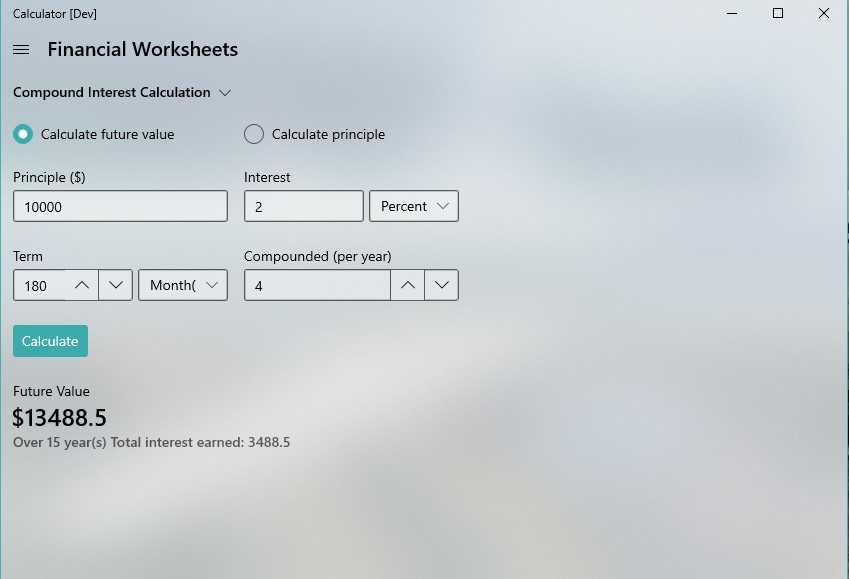 Calculator [Dev]
Financial Worksheets
Compound Interest Calculation
Calculate future value Calculate principle
Principle ($) Interest
10000 2 Percent
Term Compounded (per year)
180 Month( 4
Calculate
Future Value
$13488.5
Over 15 year(s) Total interest earned: 3488.5